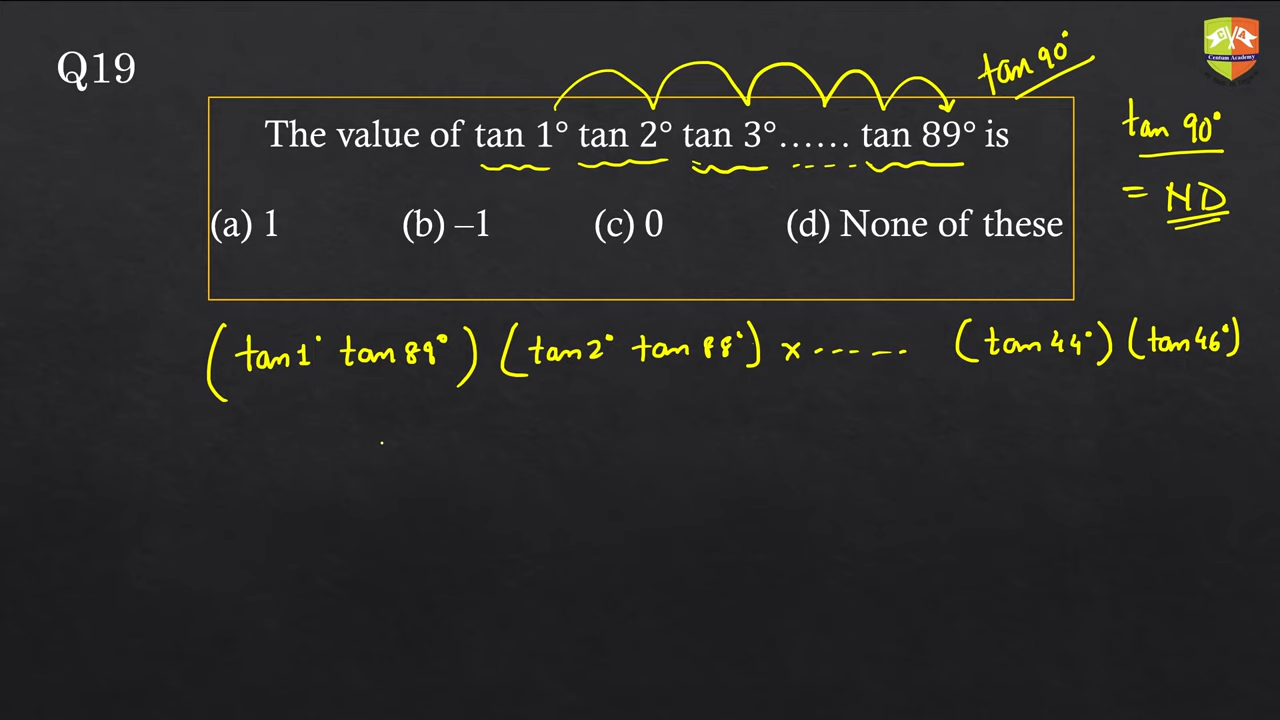 Q19
tan 90°
Centum Academy
The value of tan 1° tan 2° tan 3°...... tan 89° is
tan 90°
= ND
(a) 1 (b) –1 (c) 0 (d) None of these
(tan 1° tan 89°) (tan 2° tan 88°) × ...... (tan 44°) (tan 46°)